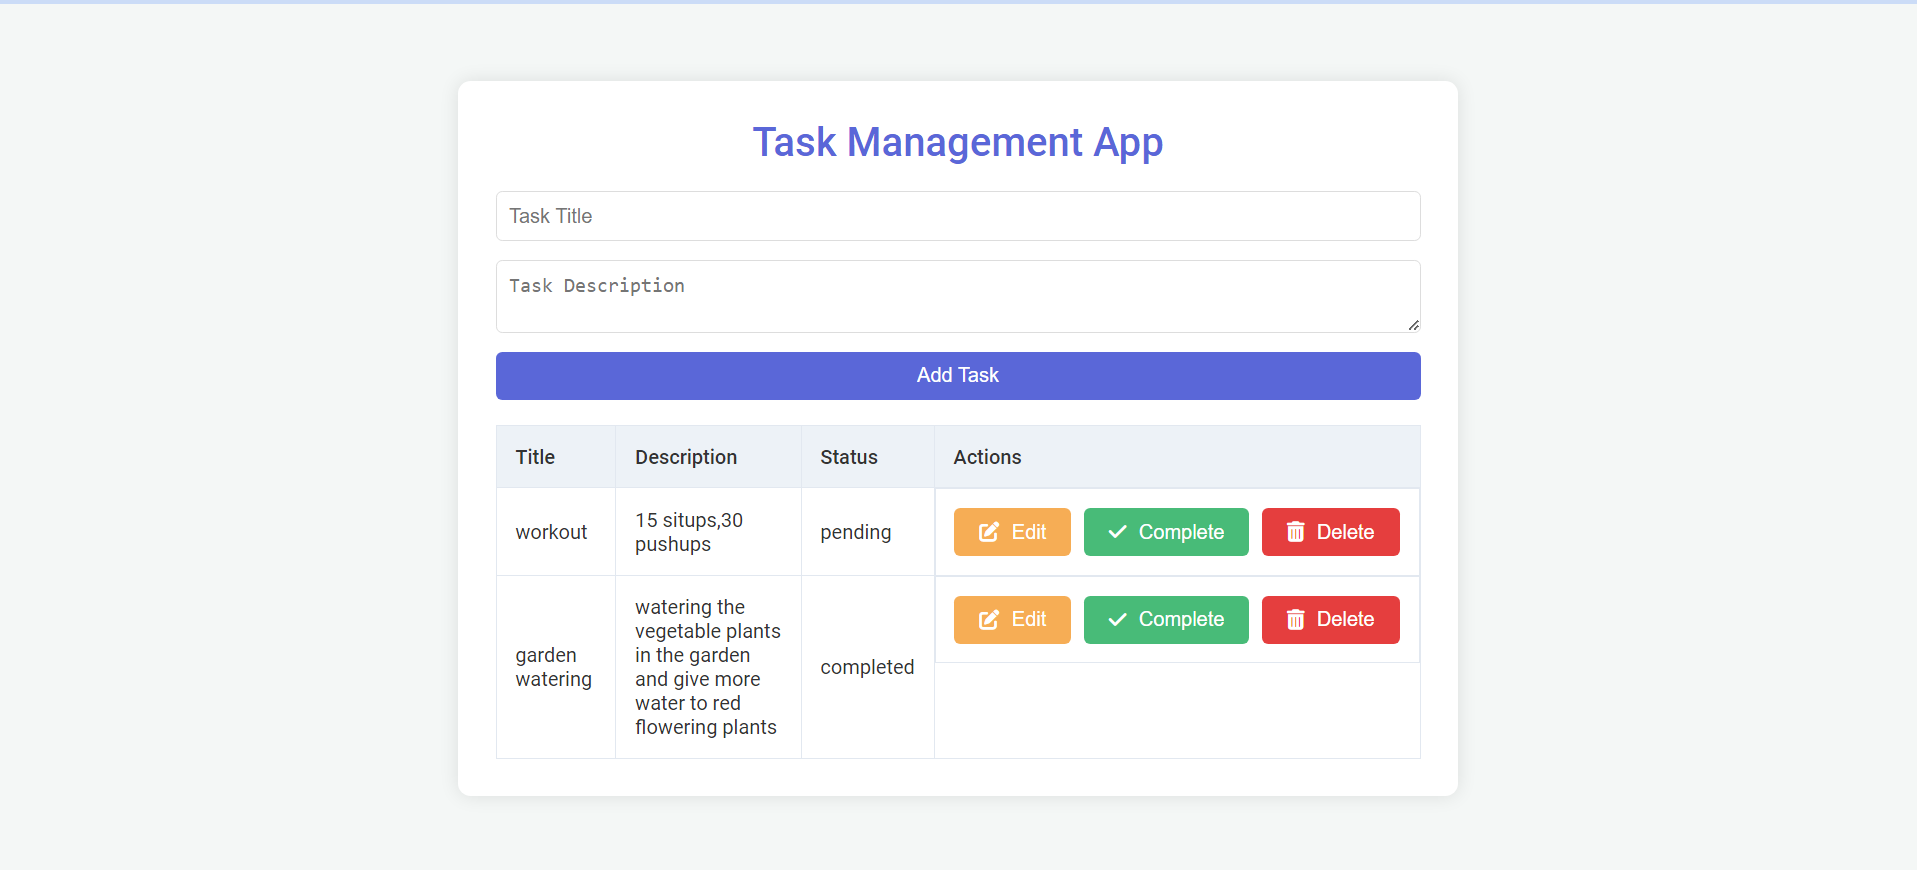 Task Management App
Task Title
Task Description
Add Task
Title Description Status Actions
workout
15 situps,30
pushups
pending
Edit Complete Delete
garden
watering
watering the
vegetable plants
in the garden
and give more
water to red
flowering plants
completed
Edit Complete Delete